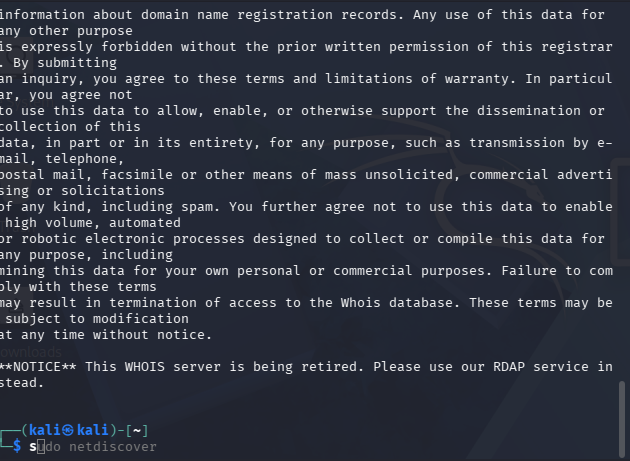 information about domain name registration records. Any use of this data for
any other purpose
is expressly forbidden without the prior written permission of this registrar
. By submitting
an inquiry, you agree to these terms and limitations of warranty. In particul
ar, you agree not
to use this data to allow, enable, or otherwise support the dissemination or
collection of this
data, in part or in its entirety, for any purpose, such as transmission by e-
mail, telephone,
postal mail, facsimile or other means of mass unsolicited, commercial adverti
sing or solicitations
of any kind, including spam. You further agree not to use this data to enable
 high volume, automated
or robotic electronic processes designed to collect or compile this data for
any purpose, including
mining this data for your own personal or commercial purposes. Failure to com
ply with these terms
may result in termination of access to the Whois database. These terms may be
 subject to modification
at any time without notice.
ownloads
**NOTICE** This WHOIS server is being retired. Please use our RDAP service in
stead.
┌──(kali㉿kali)-[~]
└─$ sudo netdiscover